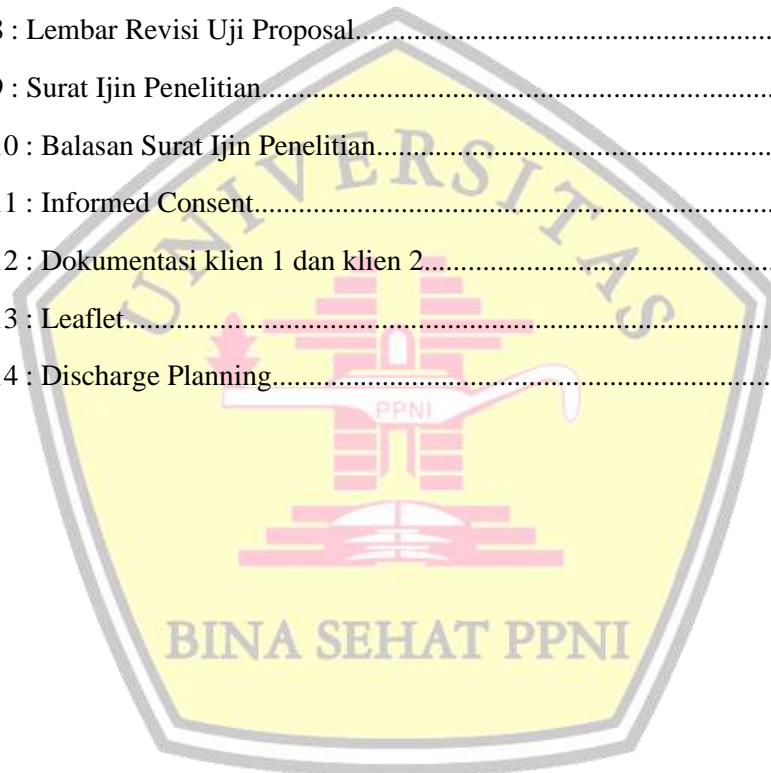 8 : Lembar Revisi Uji Proposal
9 : Surat Ijin Penelitian
10 : Balasan Surat Ijin Penelitian
11 : Informed Consent
12 : Dokumentasi klien 1 dan klien 2
13 : Leaflet
14 : Discharge Planning
UNIVERSITAS
PPNI
BINA SEHAT PPNI